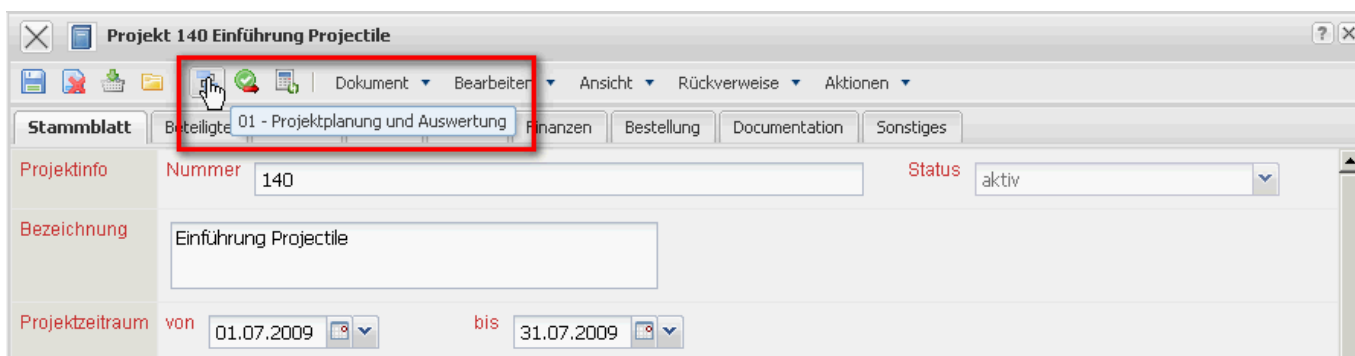 Projekt 140 Einführung Projectile
Dokument Bearbeiten Ansicht Rückverweise Aktionen
Stammblatt Beteiligte Finanzen Bestellung Documentation Sonstiges
01 - Projektplanung und Auswertung
Projektinfo Nummer 140 Status aktiv
Bezeichnung Einführung Projectile
Projektzeitraum von 01.07.2009 bis 31.07.2009